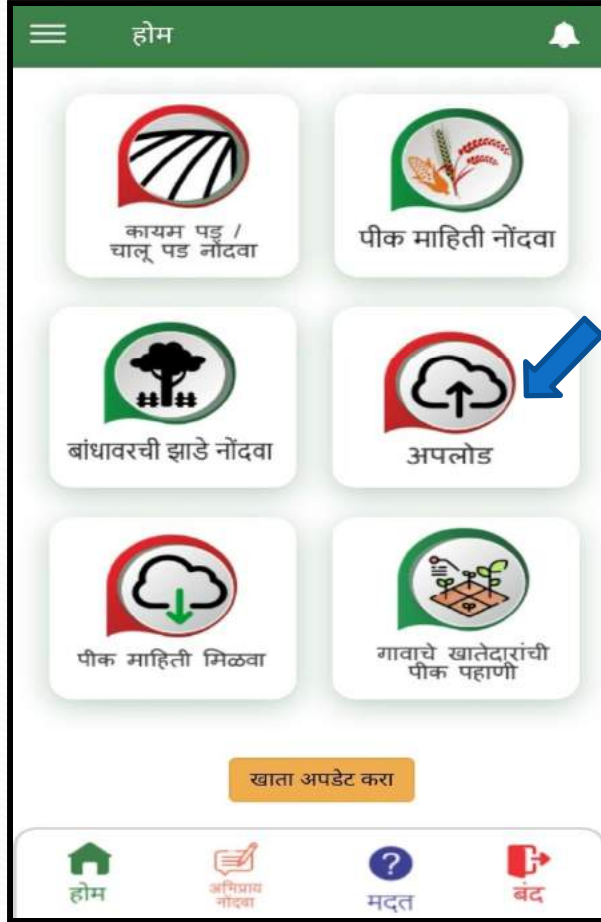 होम
कायम पड /
चालू पड नोंदवा
पीक माहिती नोंदवा
बांधावरची झाडे नोंदवा
अपलोड
पीक माहिती मिळवा
गावाचे खातेदारांची
पीक पहाणी
खाता अपडेट करा
होम
अभिप्राय
नोंदवा
?
मदत
बंद